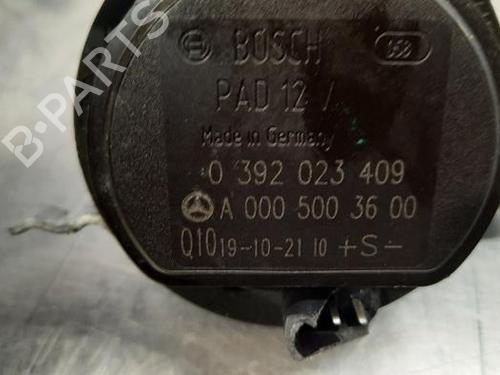 BOSCH 958
PAD 12 V
Made in Germany
0 392 023 409
A 000 500 36 00
Q10 19-10-21 10 +S-
B-PARTS